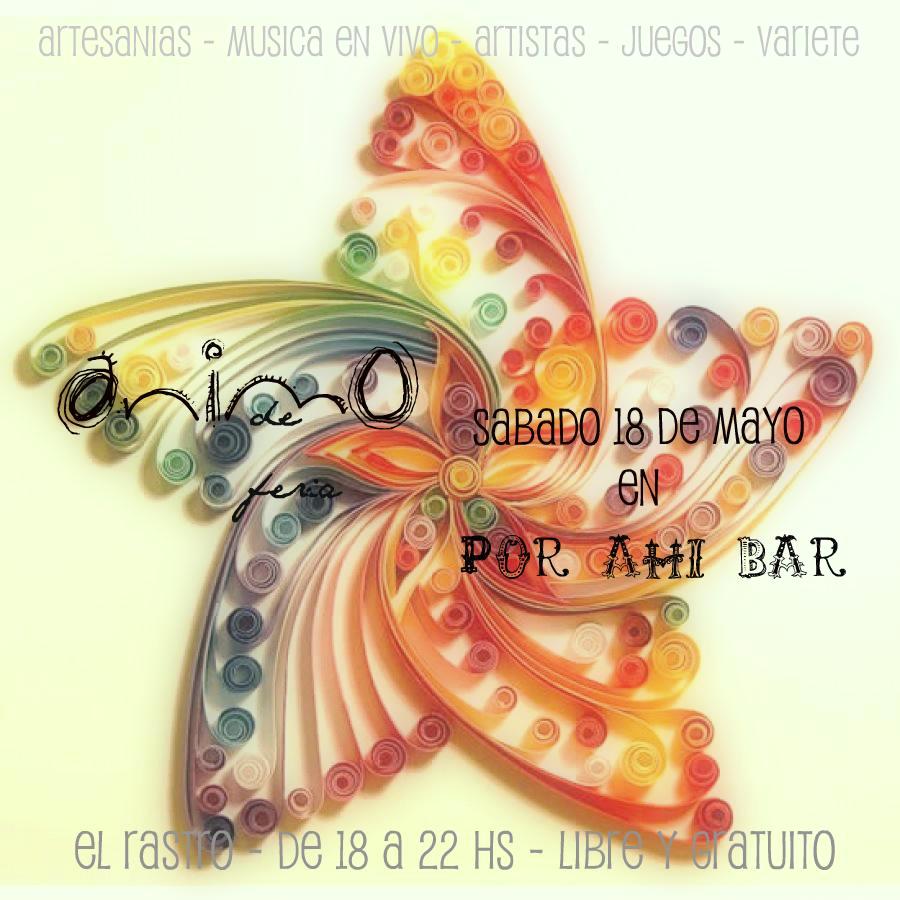 artesanias - musica en vivo - artistas - juegos - variete
animo
de
feria
sabado 18 de mayo
en
POR AHI BAR
el rastro - de 18 a 22 hs - libre y gratuito